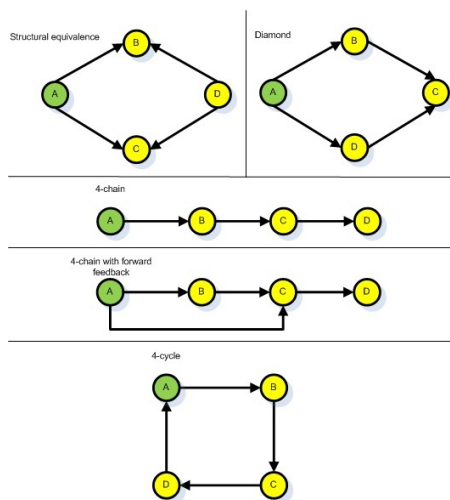 Structural equivalence
B
A
D
C
Diamond
B
A
C
D
4-chain
A
B
C
D
4-chain with forward
feedback
A
B
C
D
4-cycle
A
B
D
C